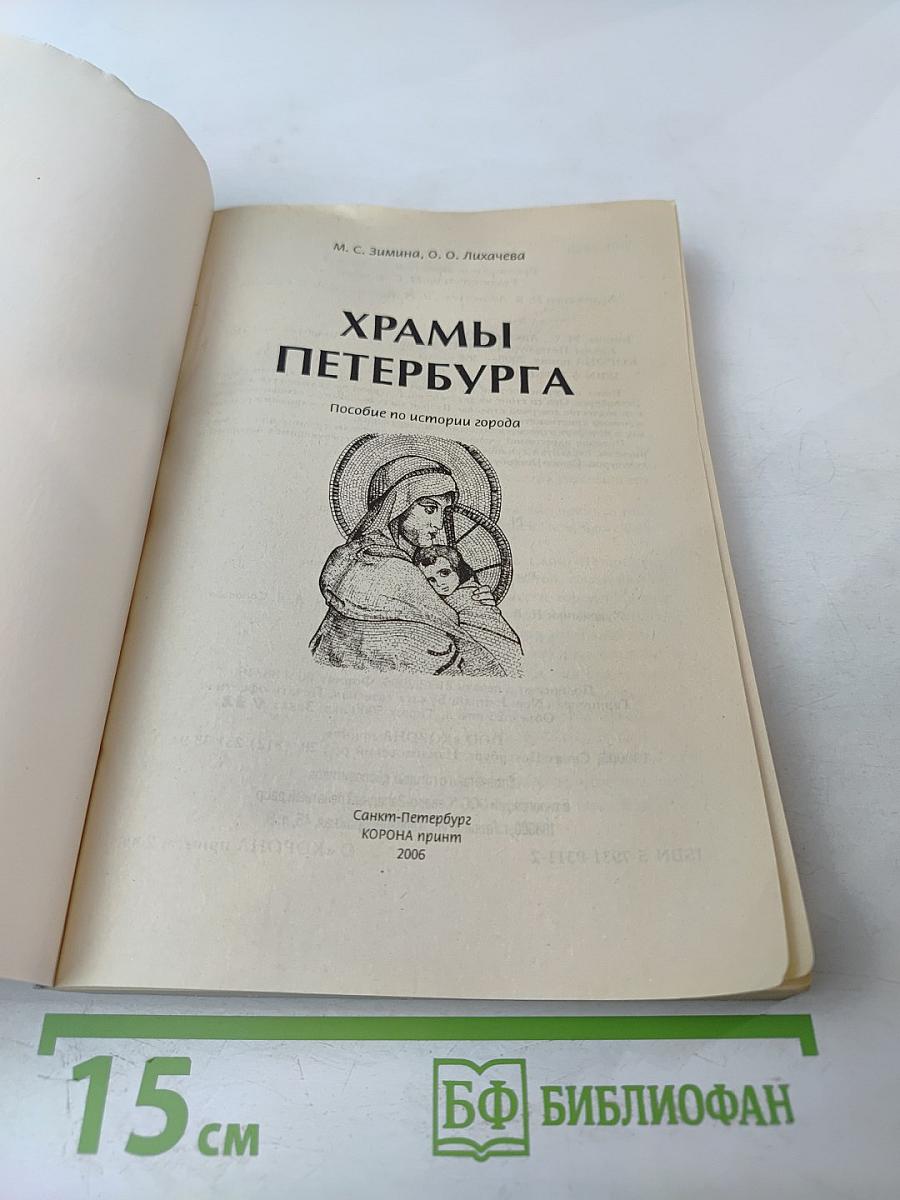 М. С. Зимина, О. О. Лихачева
ХРАМЫ
ПЕТЕРБУРГА
Пособие по истории города
Санкт-Петербург
КОРОНА принт
2006
15 см
БФ БИБЛИОФАН